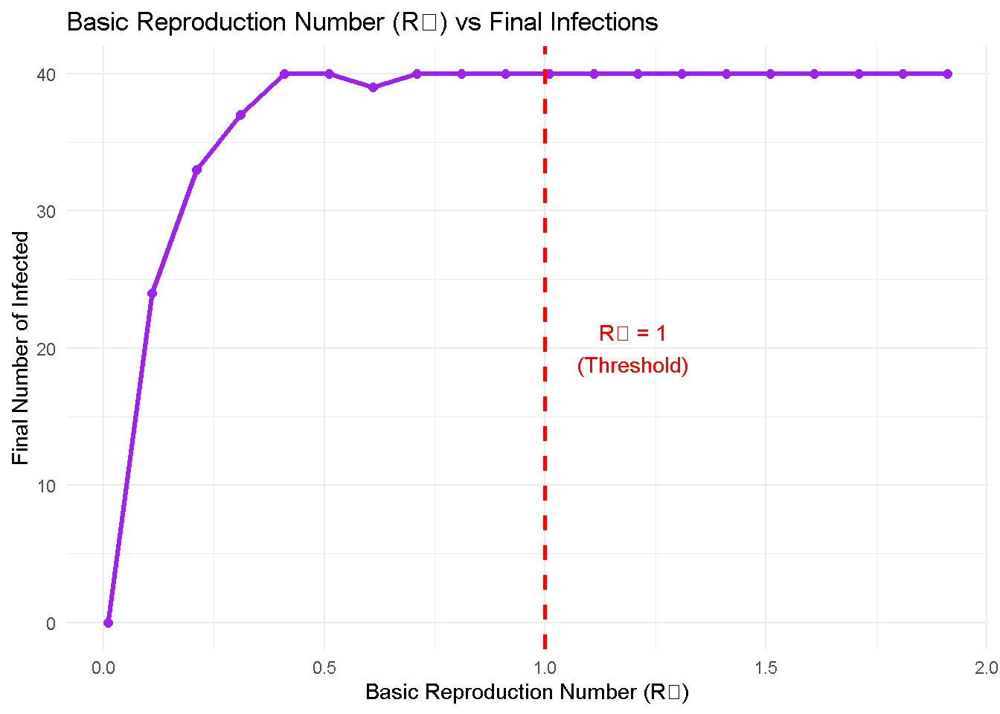 Basic Reproduction Number (R▯) vs Final Infections
Final Number of Infected
40
30
20
10
0
R▯ = 1
(Threshold)
0.0 0.5 1.0 1.5 2.0
Basic Reproduction Number (R▯)